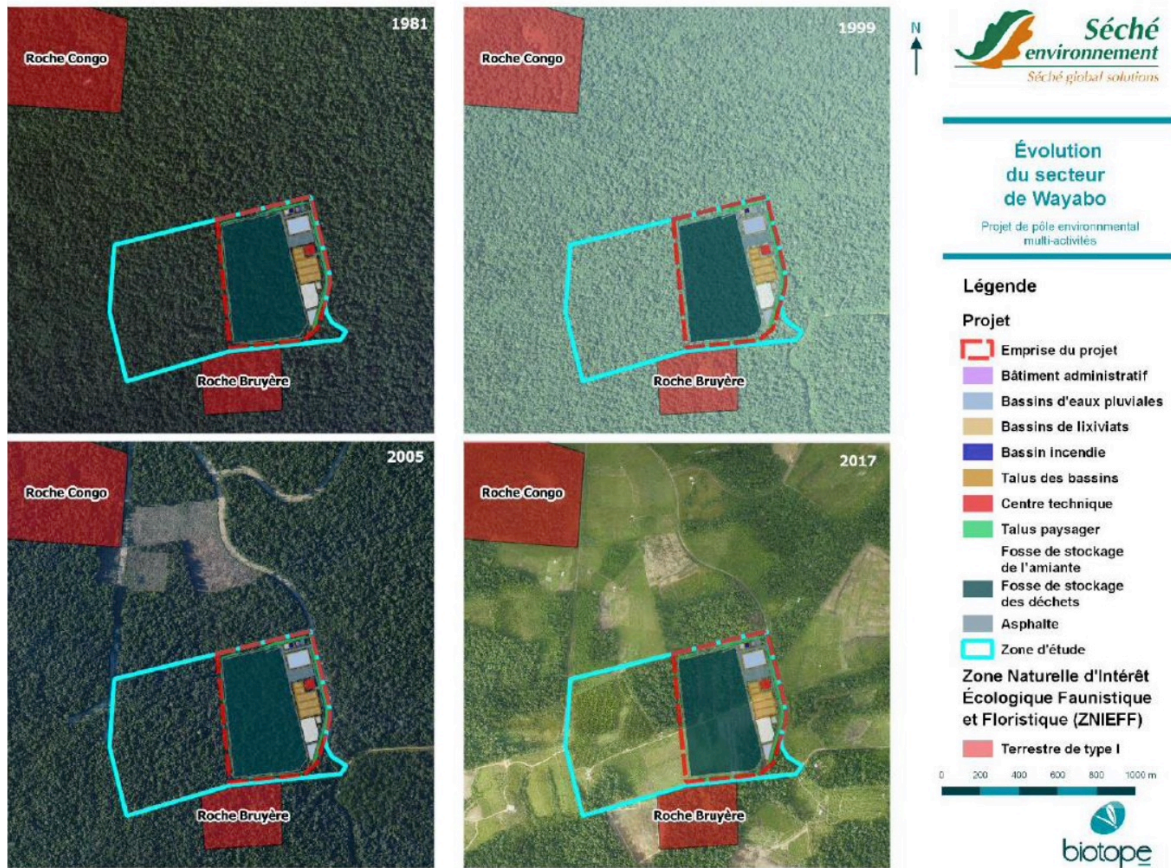 1981
Roche Congo
Roche Bruyère
1999
Roche Congo
Roche Bruyère
2005
Roche Congo
Roche Bruyère
2017
Roche Congo
Roche Bruyère
N
Séché
environnement
Séché global solutions
Évolution
du secteur
de Wayabo
Projet de pôle environnmental
multi-activités
Légende
Projet
Emprise du projet
Bâtiment administratif
Bassins d'eaux pluviales
Bassins de lixiviats
Bassin incendie
Talus des bassins
Centre technique
Talus paysager
Fosse de stockage
de l'amiante
Fosse de stockage
des déchets
Asphalte
Zone d'étude
Zone Naturelle d'Intérêt
Écologique Faunistique
et Floristique (ZNIEFF)
Terrestre de type I
0 200 400 600 800 1000 m
biotope